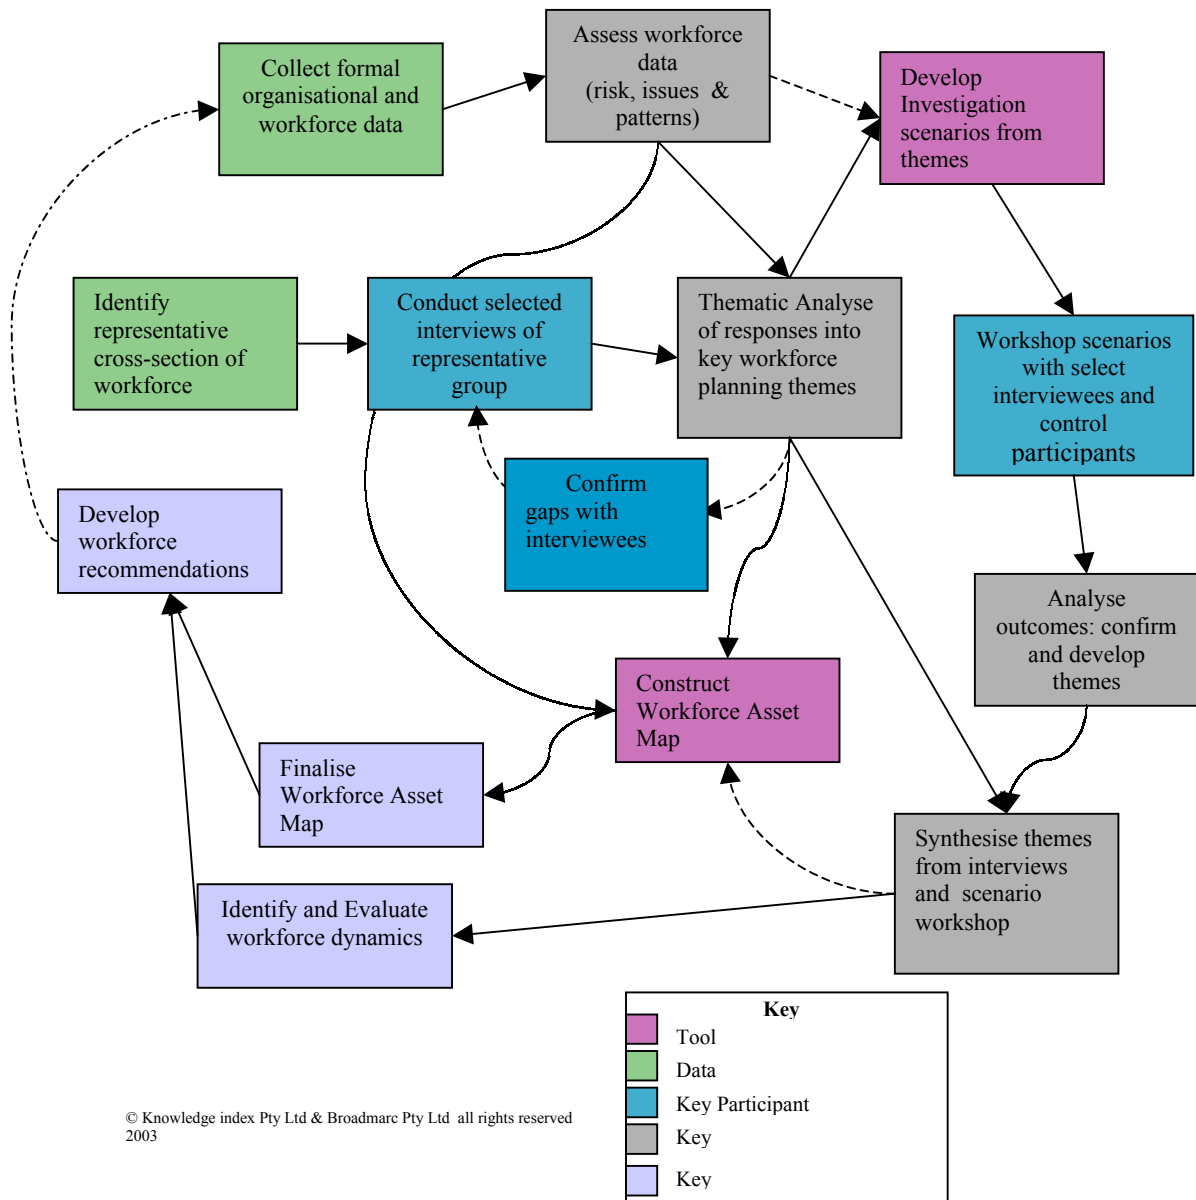 Collect formal
organisational and
workforce data
Assess workforce
data
(risk, issues &
patterns)
Develop
Investigation
scenarios from
themes
Identify
representative
cross-section of
workforce
Conduct selected
interviews of
representative
group
Thematic Analyse
of responses into
key workforce
planning themes
Workshop scenarios
with select
interviewees and
control
participants
Confirm
gaps with
interviewees
Develop
workforce
recommendations
Analyse
outcomes: confirm
and develop
themes
Construct
Workforce Asset
Map
Finalise
Workforce Asset
Map
Synthesise themes
from interviews
and scenario
workshop
Identify and Evaluate
workforce dynamics
Key
Tool
Data
Key Participant
Key
Key
© Knowledge index Pty Ltd & Broadmarc Pty Ltd all rights reserved
2003